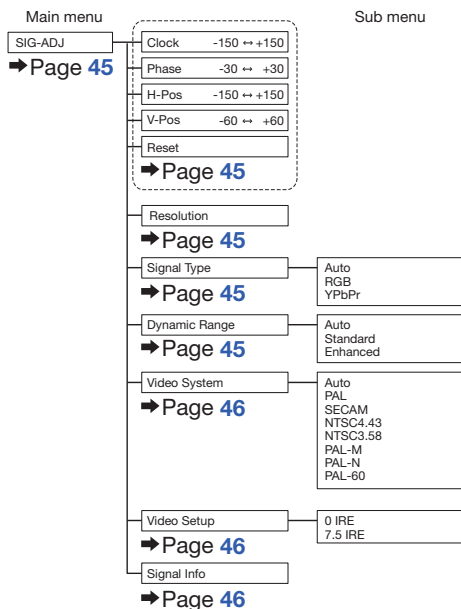 Main menu
Sub menu
SIG-ADJ
➡Page 45
Clock -150 ↔ +150
Phase -30 ↔ +30
H-Pos -150 ↔ +150
V-Pos -60 ↔ +60
Reset
➡Page 45
Resolution
➡Page 45
Signal Type
➡Page 45
Auto
RGB
YPbPr
Dynamic Range
➡Page 45
Auto
Standard
Enhanced
Video System
➡Page 46
Auto
PAL
SECAM
NTSC4.43
NTSC3.58
PAL-M
PAL-N
PAL-60
Video Setup
➡Page 46
0 IRE
7.5 IRE
Signal Info
➡Page 46